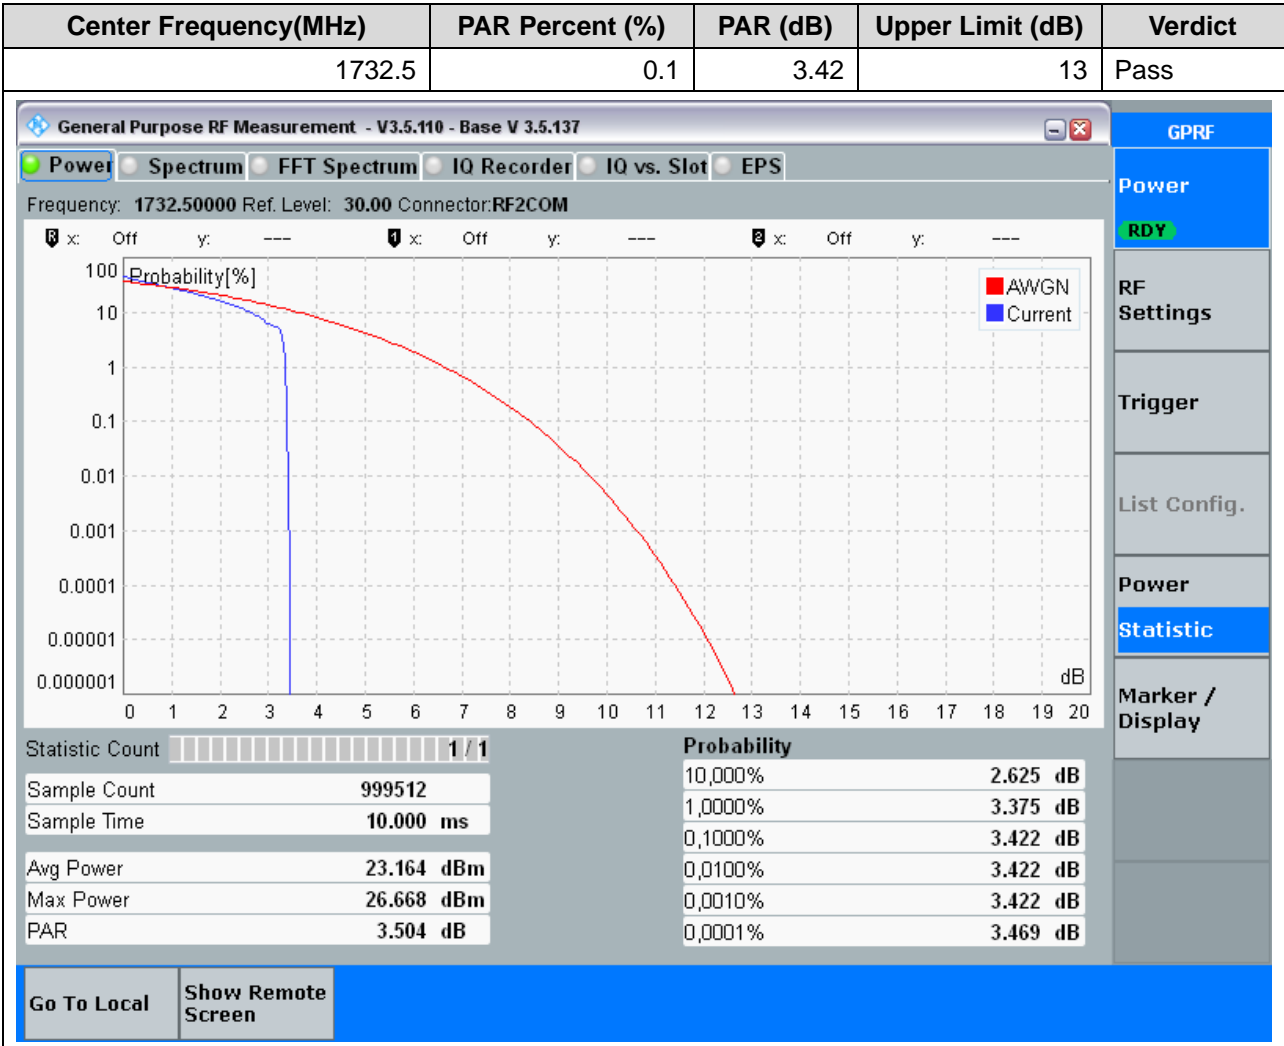 Center Frequency(MHz) PAR Percent (%) PAR (dB) Upper Limit (dB) Verdict
1732.5 0.1 3.42 13 Pass
General Purpose RF Measurement - V3.5.110 - Base V 3.5.137
GPRF
Power Spectrum FFT Spectrum IQ Recorder IQ vs. Slot EPS
Frequency: 1732.50000 Ref. Level: 30.00 Connector:RF2COM
R x: Off y: --- 1 x: Off y: --- 2 x: Off y: ---
Probability[%]
AWGN
Current
100
10
1
0.1
0.01
0.001
0.0001
0.00001
0.000001
dB
0 1 2 3 4 5 6 7 8 9 10 11 12 13 14 15 16 17 18 19 20
Statistic Count 1 / 1
Sample Count 999512
Sample Time 10.000 ms
Avg Power 23.164 dBm
Max Power 26.668 dBm
PAR 3.504 dB
Probability
10,000% 2.625 dB
1,0000% 3.375 dB
0,1000% 3.422 dB
0,0100% 3.422 dB
0,0010% 3.422 dB
0,0001% 3.469 dB
Power
RDY
RF
Settings
Trigger
List Config.
Power
Statistic
Marker /
Display
Go To Local
Show Remote
Screen